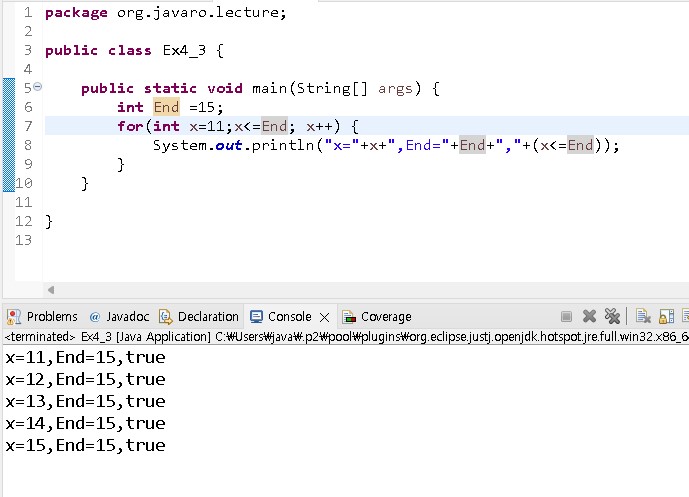 1 package org.javaro.lecture;
2
3 public class Ex4_3 {
4
5 public static void main(String[] args) {
6 int End =15;
7 for(int x=11;x<=End; x++) {
8 System.out.println("x="+x+",End="+End+","+(x<=End));
9 }
10 }
11
12 }
13
Problems @ Javadoc Declaration Console Coverage
<terminated> Ex4_3 [Java Application] C:₩Users₩java₩.p2₩pool₩plugins₩org.eclipse.justj.openjdk.hotspot.jre.full.win32.x86_6
x=11,End=15,true
x=12,End=15,true
x=13,End=15,true
x=14,End=15,true
x=15,End=15,true